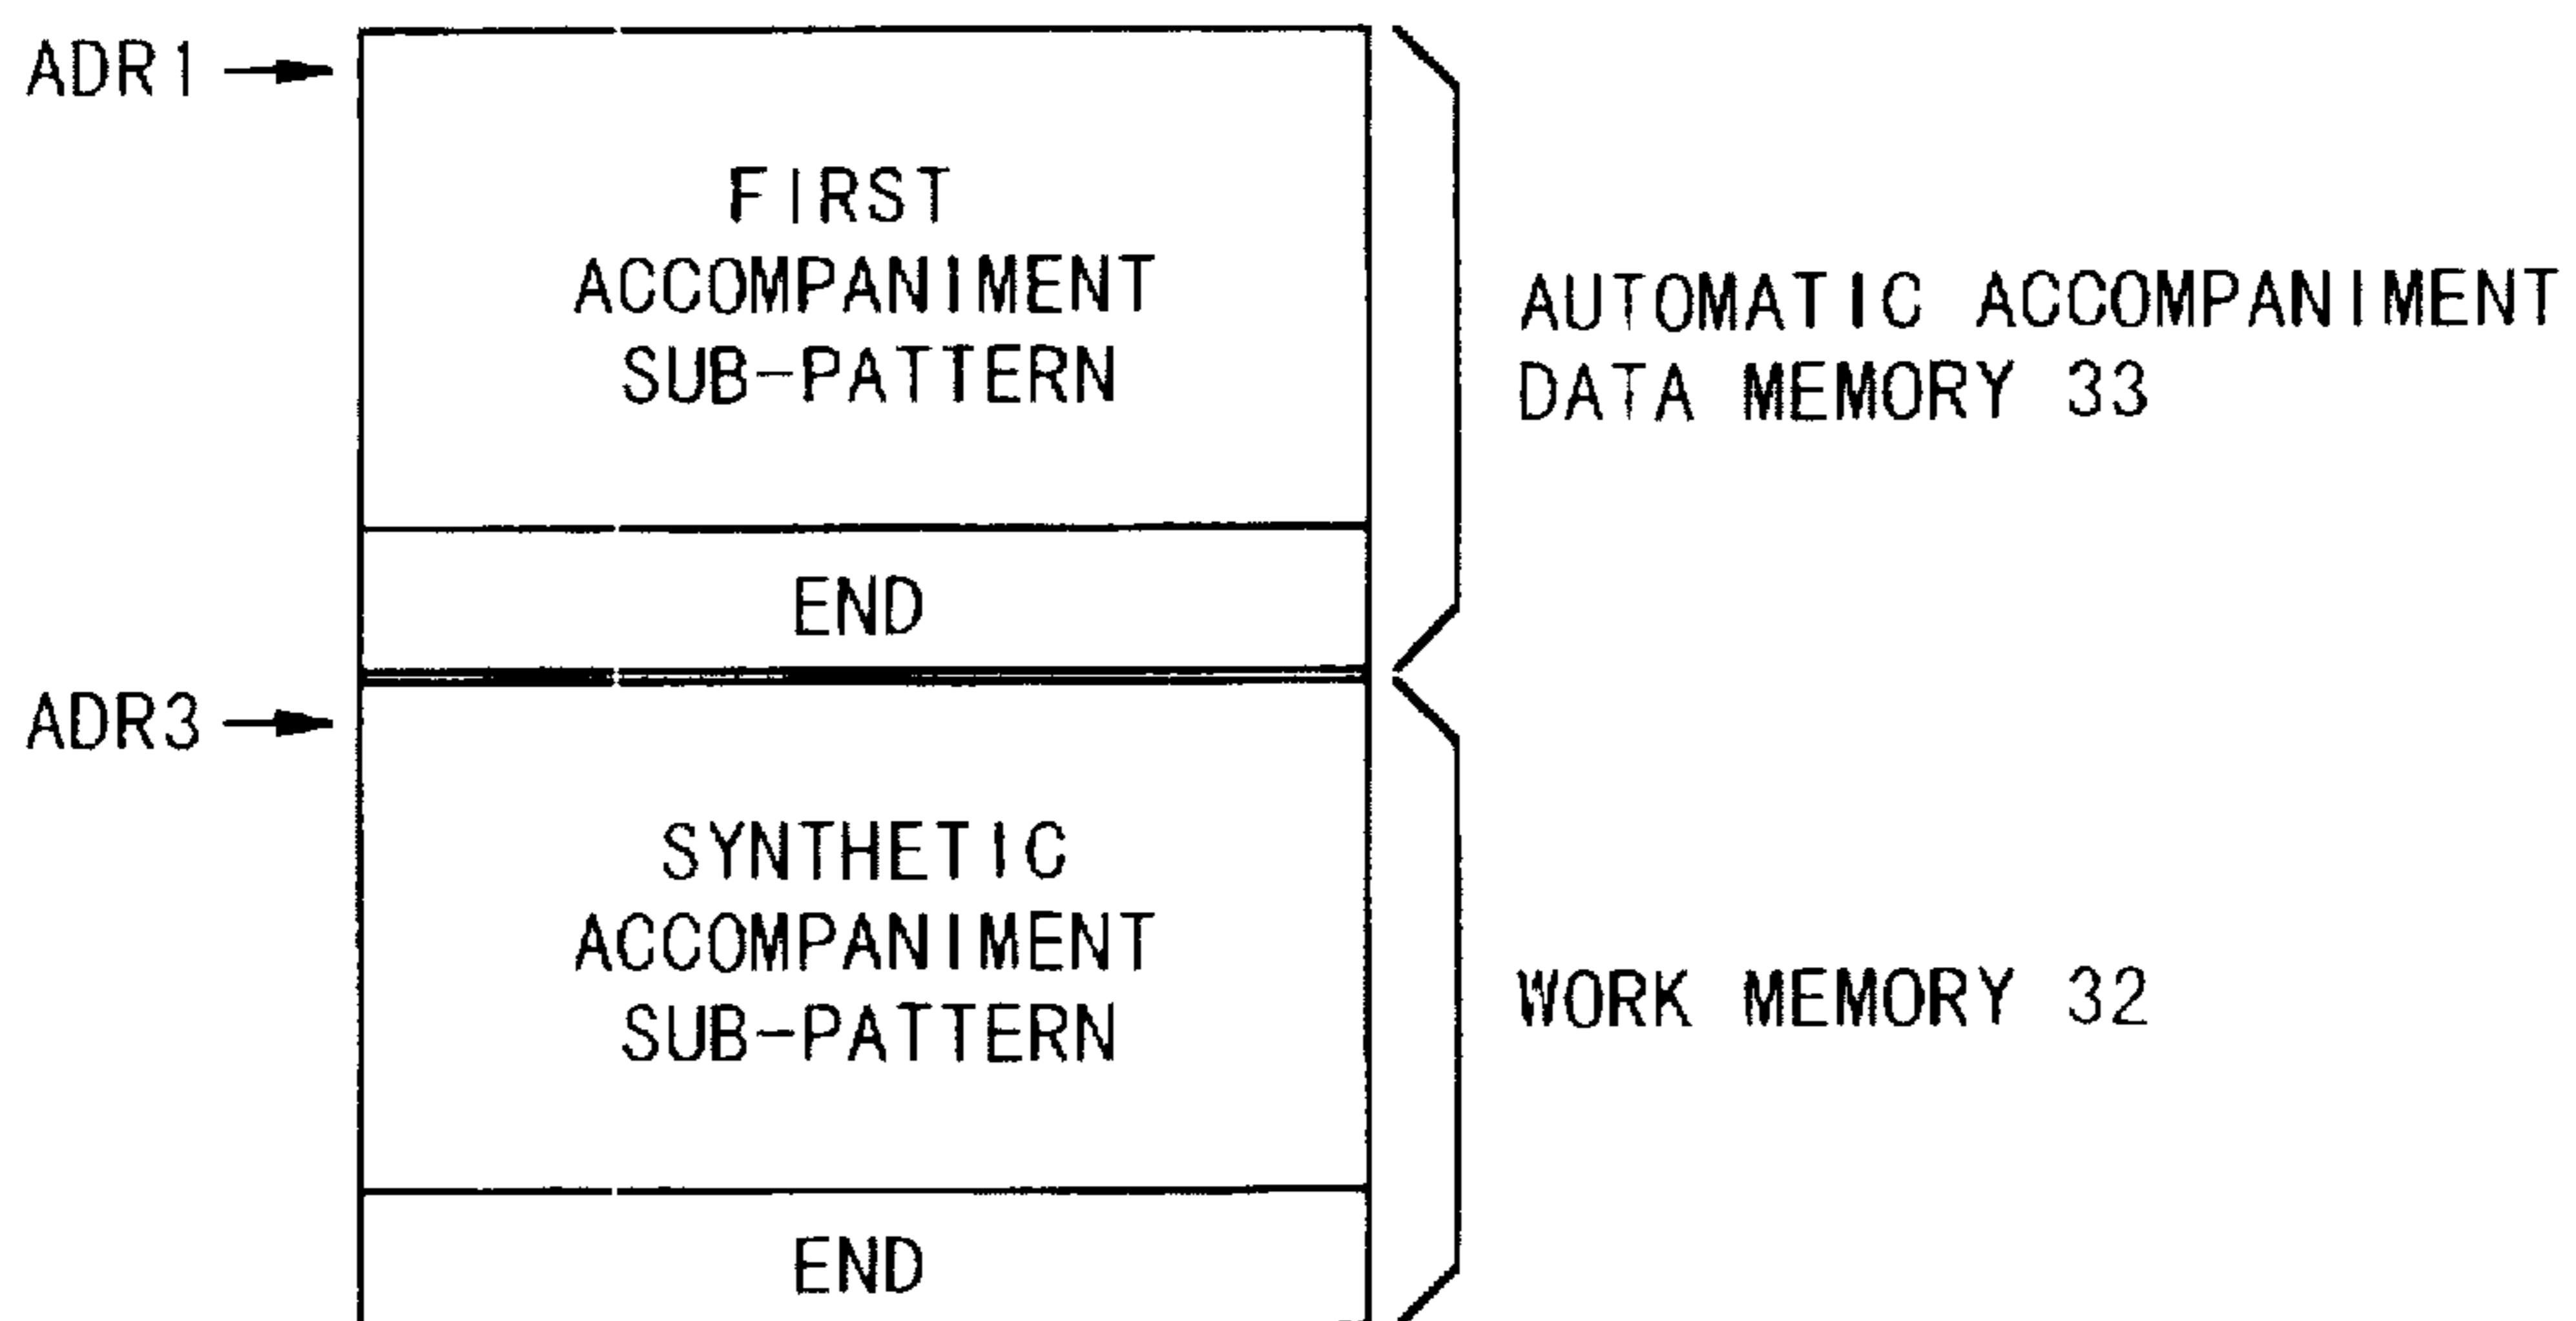 ADR1
FIRST
ACCOMPANIMENT
SUB-PATTERN
AUTOMATIC ACCOMPANIMENT
DATA MEMORY 33
END
ADR3
SYNTHETIC
ACCOMPANIMENT
SUB-PATTERN
WORK MEMORY 32
END